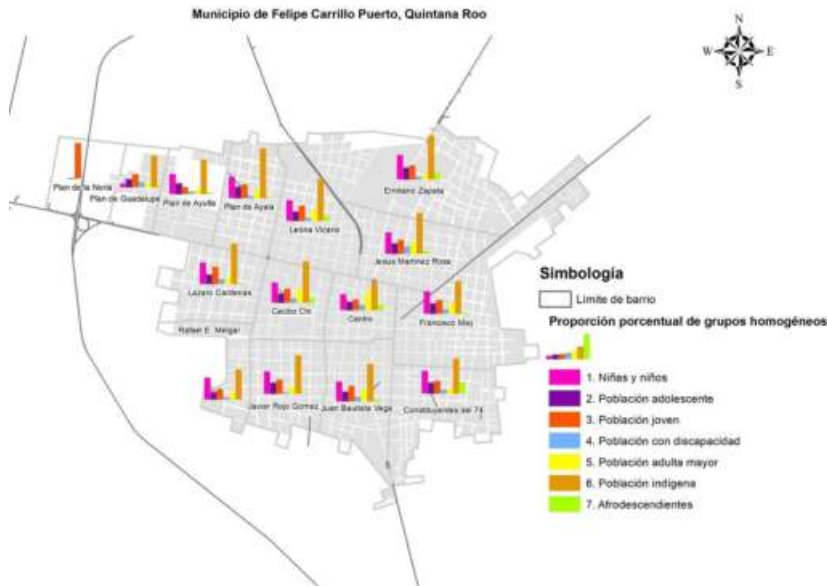 Municipio de Felipe Carrillo Puerto, Quintana Roo
N
W
E
S
Plan de la Noria
Plan de Guadalupe
Plan de Ayutla
Plan de Ayala
Leona Vicario
Emiliano Zapata
Jesus Martinez Ross
Lazaro Cardenas
Cecilio Chi
Centro
Francisco May
Rafael E. Melgar
Javier Rojo Gomez
Juan Bautista Vega
Constituyentes del 74
Simbología
Límite de barrio
Proporción porcentual de grupos homogéneos
1. Niñas y niños
2. Población adolescente
3. Población joven
4. Población con discapacidad
5. Población adulta mayor
6. Población indígena
7. Afrodescendientes